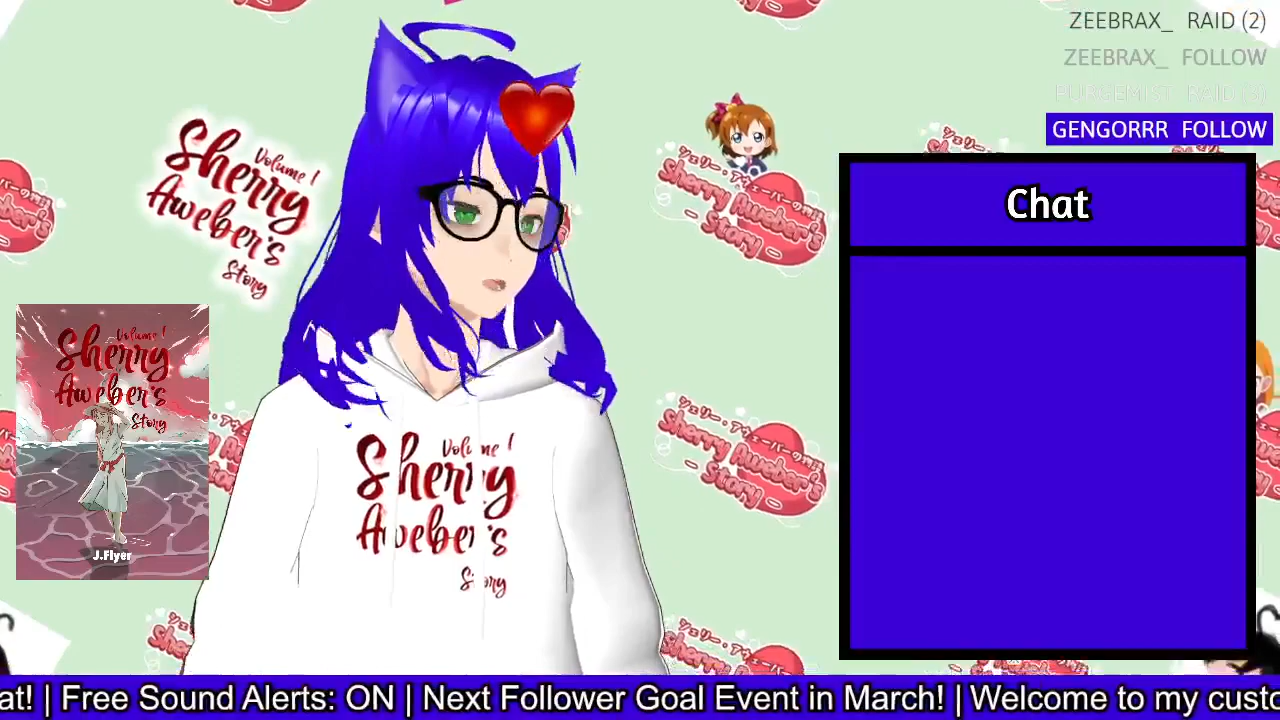 ZEEBRAX_ RAID (2)
ZEEBRAX_ FOLLOW
PURGEMIST RAID
GENGORRR FOLLOW
Chat
Volume 1
Sherry
Aweber's
Story
Sherry Aweber's
- Story -
Volume 1
Sherry
Aweber's
Story
J.Flyer
Volume 1
Sherry
Aweber's
Story
Sherry Aweber's
- Story -
at! | Free Sound Alerts: ON | Next Follower Goal Event in March! | Welcome to my custo